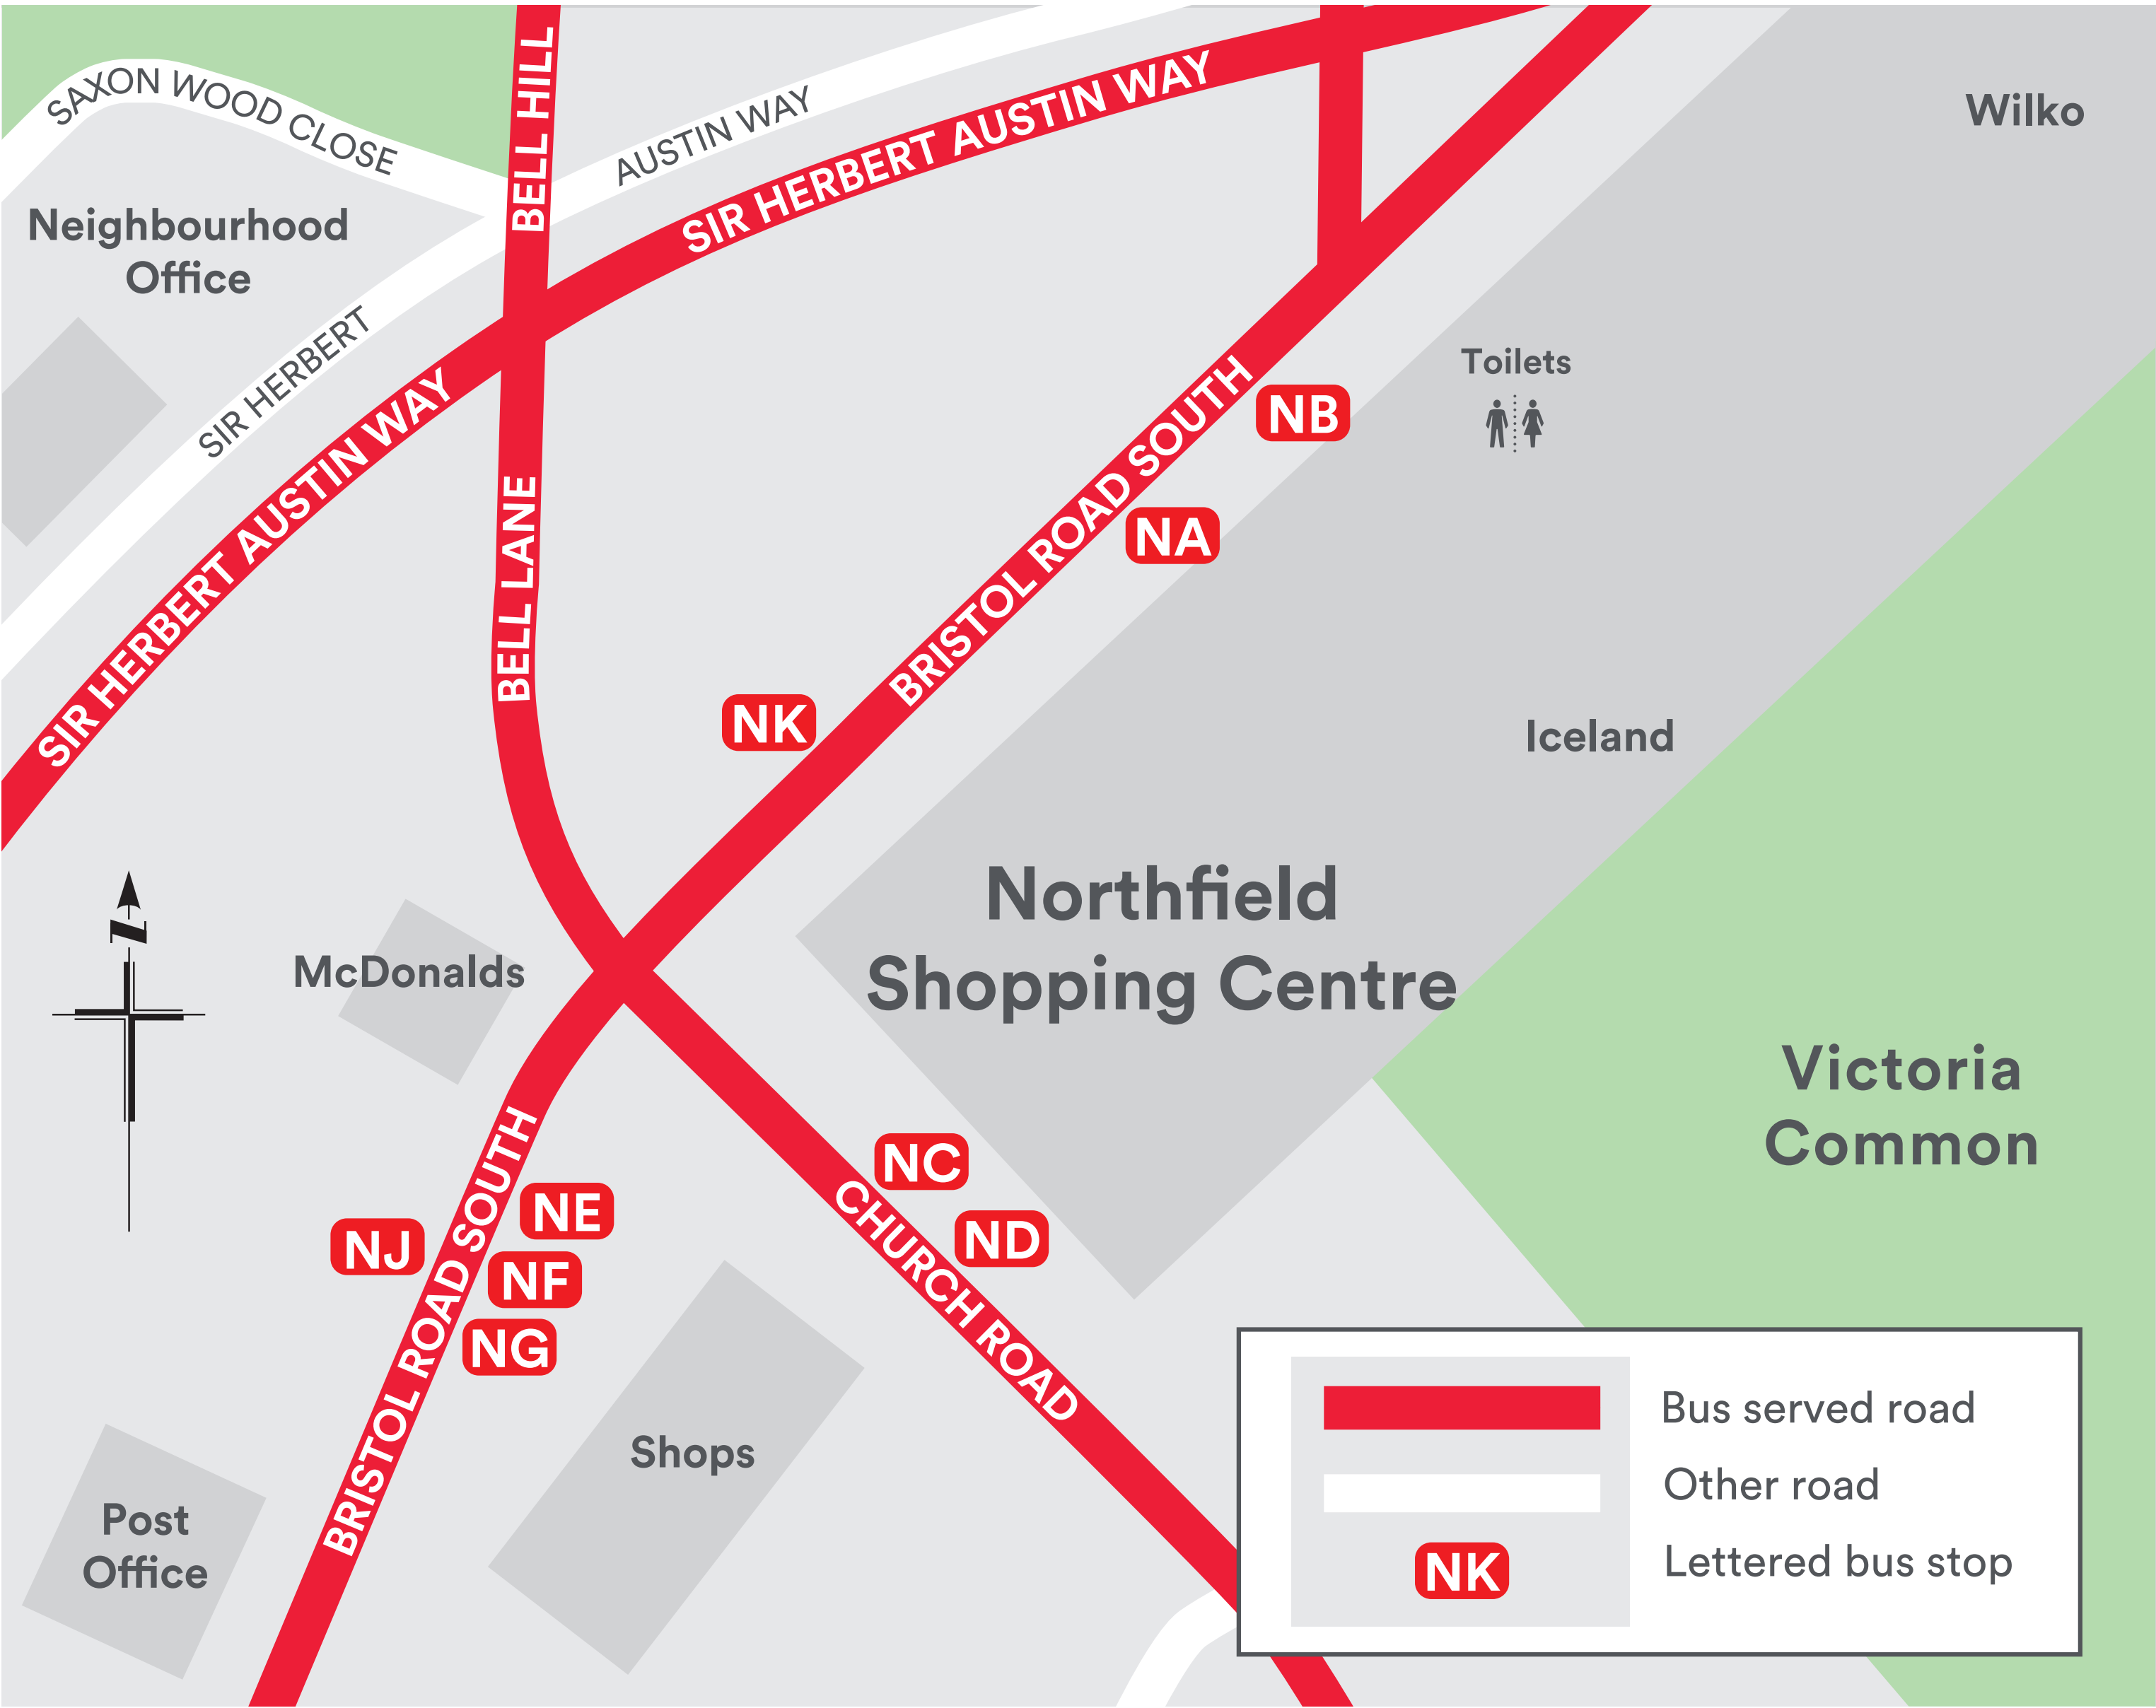 BELL HILL
SAXON WOOD CLOSE
AUSTIN WAY
SIR HERBERT AUSTIN WAY
Wilko
Neighbourhood
Office
SIR HERBERT
Toilets
NB
SIR HERBERT AUSTIN WAY
BELL LANE
BRISTOL ROAD SOUTH
NA
NK
Iceland
Northfield
Shopping Centre
N
McDonalds
Victoria
Common
NC
ND
CHURCH ROAD
NE
NJ
NF
NG
BRISTOL ROAD SOUTH
Shops
Post
Office
Bus served road
Other road
NK
Lettered bus stop